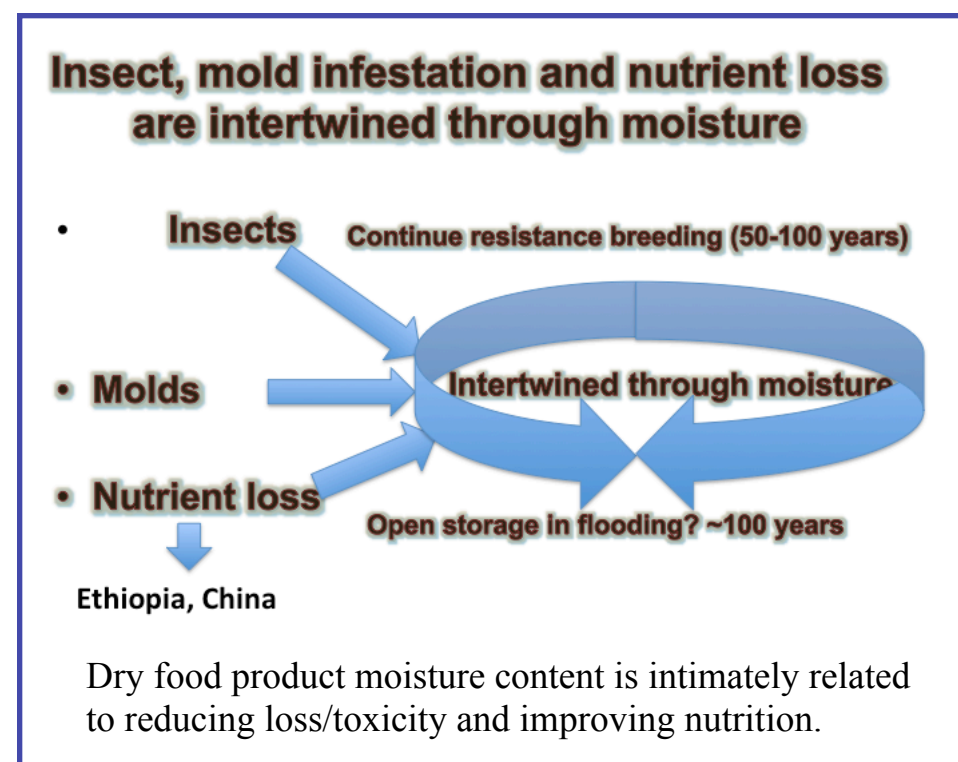 Insect, mold infestation and nutrient loss
are intertwined through moisture
• Insects
Continue resistance breeding (50-100 years)
• Molds
Intertwined through moisture
• Nutrient loss
Open storage in flooding? ~100 years
Ethiopia, China
Dry food product moisture content is intimately related
to reducing loss/toxicity and improving nutrition.